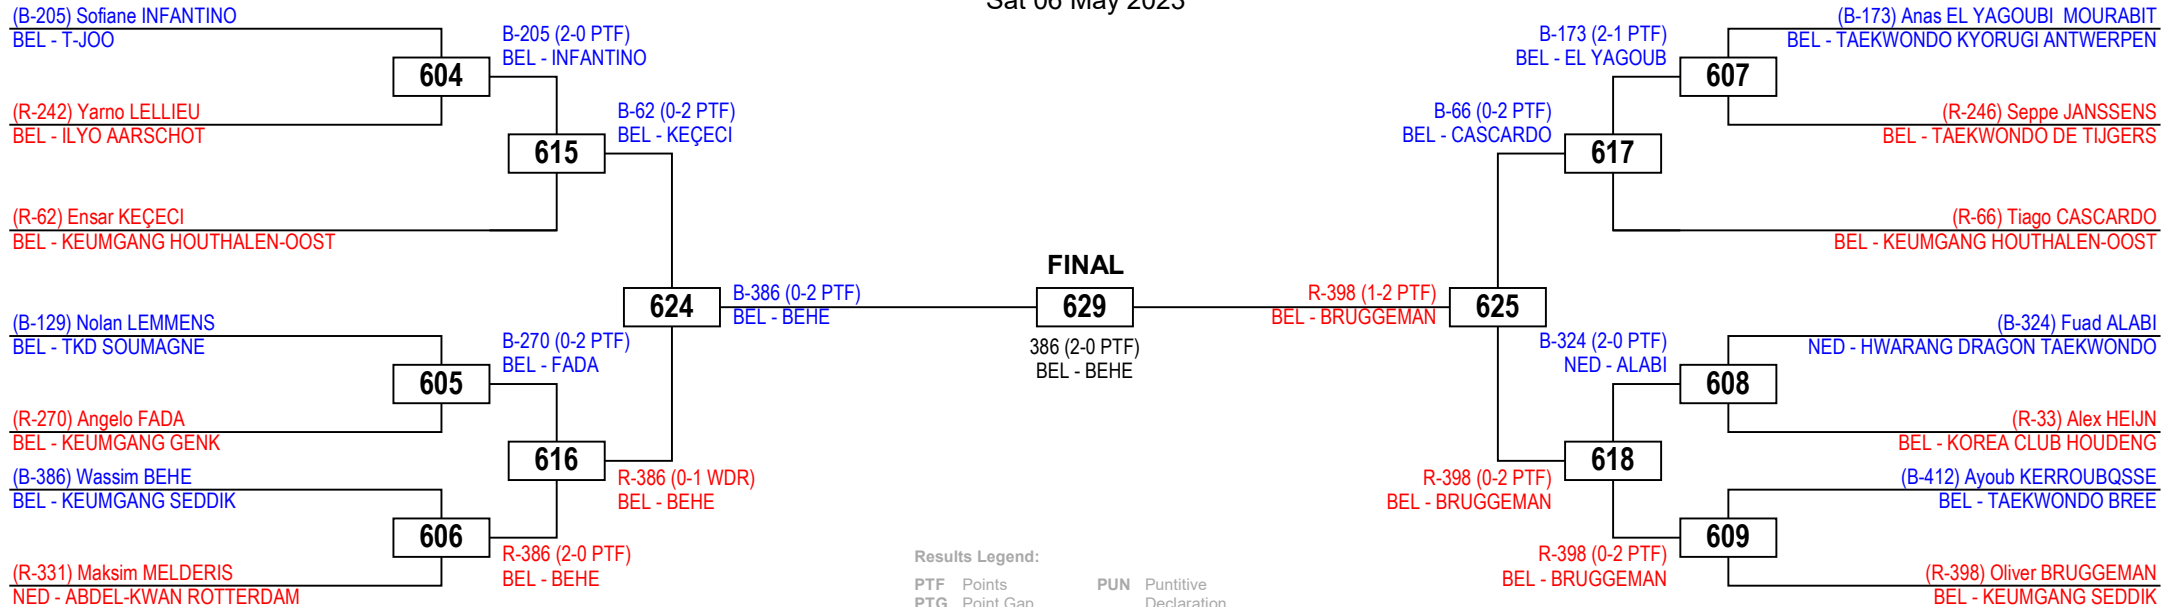 Sat 06 May 2023
(B-205) Sofiane INFANTINO
BEL - T-JOO
(R-242) Yarno LELLIEU
BEL - ILYO AARSCHOT
(R-62) Ensar KEÇECI
BEL - KEUMGANG HOUTHALEN-OOST
(B-129) Nolan LEMMENS
BEL - TKD SOUMAGNE
(R-270) Angelo FADA
BEL - KEUMGANG GENK
(B-386) Wassim BEHE
BEL - KEUMGANG SEDDIK
(R-331) Maksim MELDERIS
NED - ABDEL-KWAN ROTTERDAM
604
605
606
B-205 (2-0 PTF)
BEL - INFANTINO
615
B-270 (0-2 PTF)
BEL - FADA
616
R-386 (2-0 PTF)
BEL - BEHE
B-62 (0-2 PTF)
BEL - KEÇECI
624
R-386 (0-1 WDR)
BEL - BEHE
B-386 (0-2 PTF)
BEL - BEHE
FINAL
629
386 (2-0 PTF)
BEL - BEHE
R-398 (1-2 PTF)
BEL - BRUGGEMAN
625
B-66 (0-2 PTF)
BEL - CASCARDO
R-398 (0-2 PTF)
BEL - BRUGGEMAN
B-173 (2-1 PTF)
BEL - EL YAGOUB
617
B-324 (2-0 PTF)
NED - ALABI
618
R-398 (0-2 PTF)
BEL - BRUGGEMAN
607
608
609
(B-173) Anas EL YAGOUBI  MOURABIT
BEL - TAEKWONDO KYORUGI ANTWERPEN
(R-246) Seppe JANSSENS
BEL - TAEKWONDO DE TIJGERS
(R-66) Tiago CASCARDO
BEL - KEUMGANG HOUTHALEN-OOST
(B-324) Fuad ALABI
NED - HWARANG DRAGON TAEKWONDO
(R-33) Alex HEIJN
BEL - KOREA CLUB HOUDENG
(B-412) Ayoub KERROUBQSSE
BEL - TAEKWONDO BREE
(R-398) Oliver BRUGGEMAN
BEL - KEUMGANG SEDDIK
Results Legend:
PTF Points PUN Puntitive
PTG Point Gap Declaration